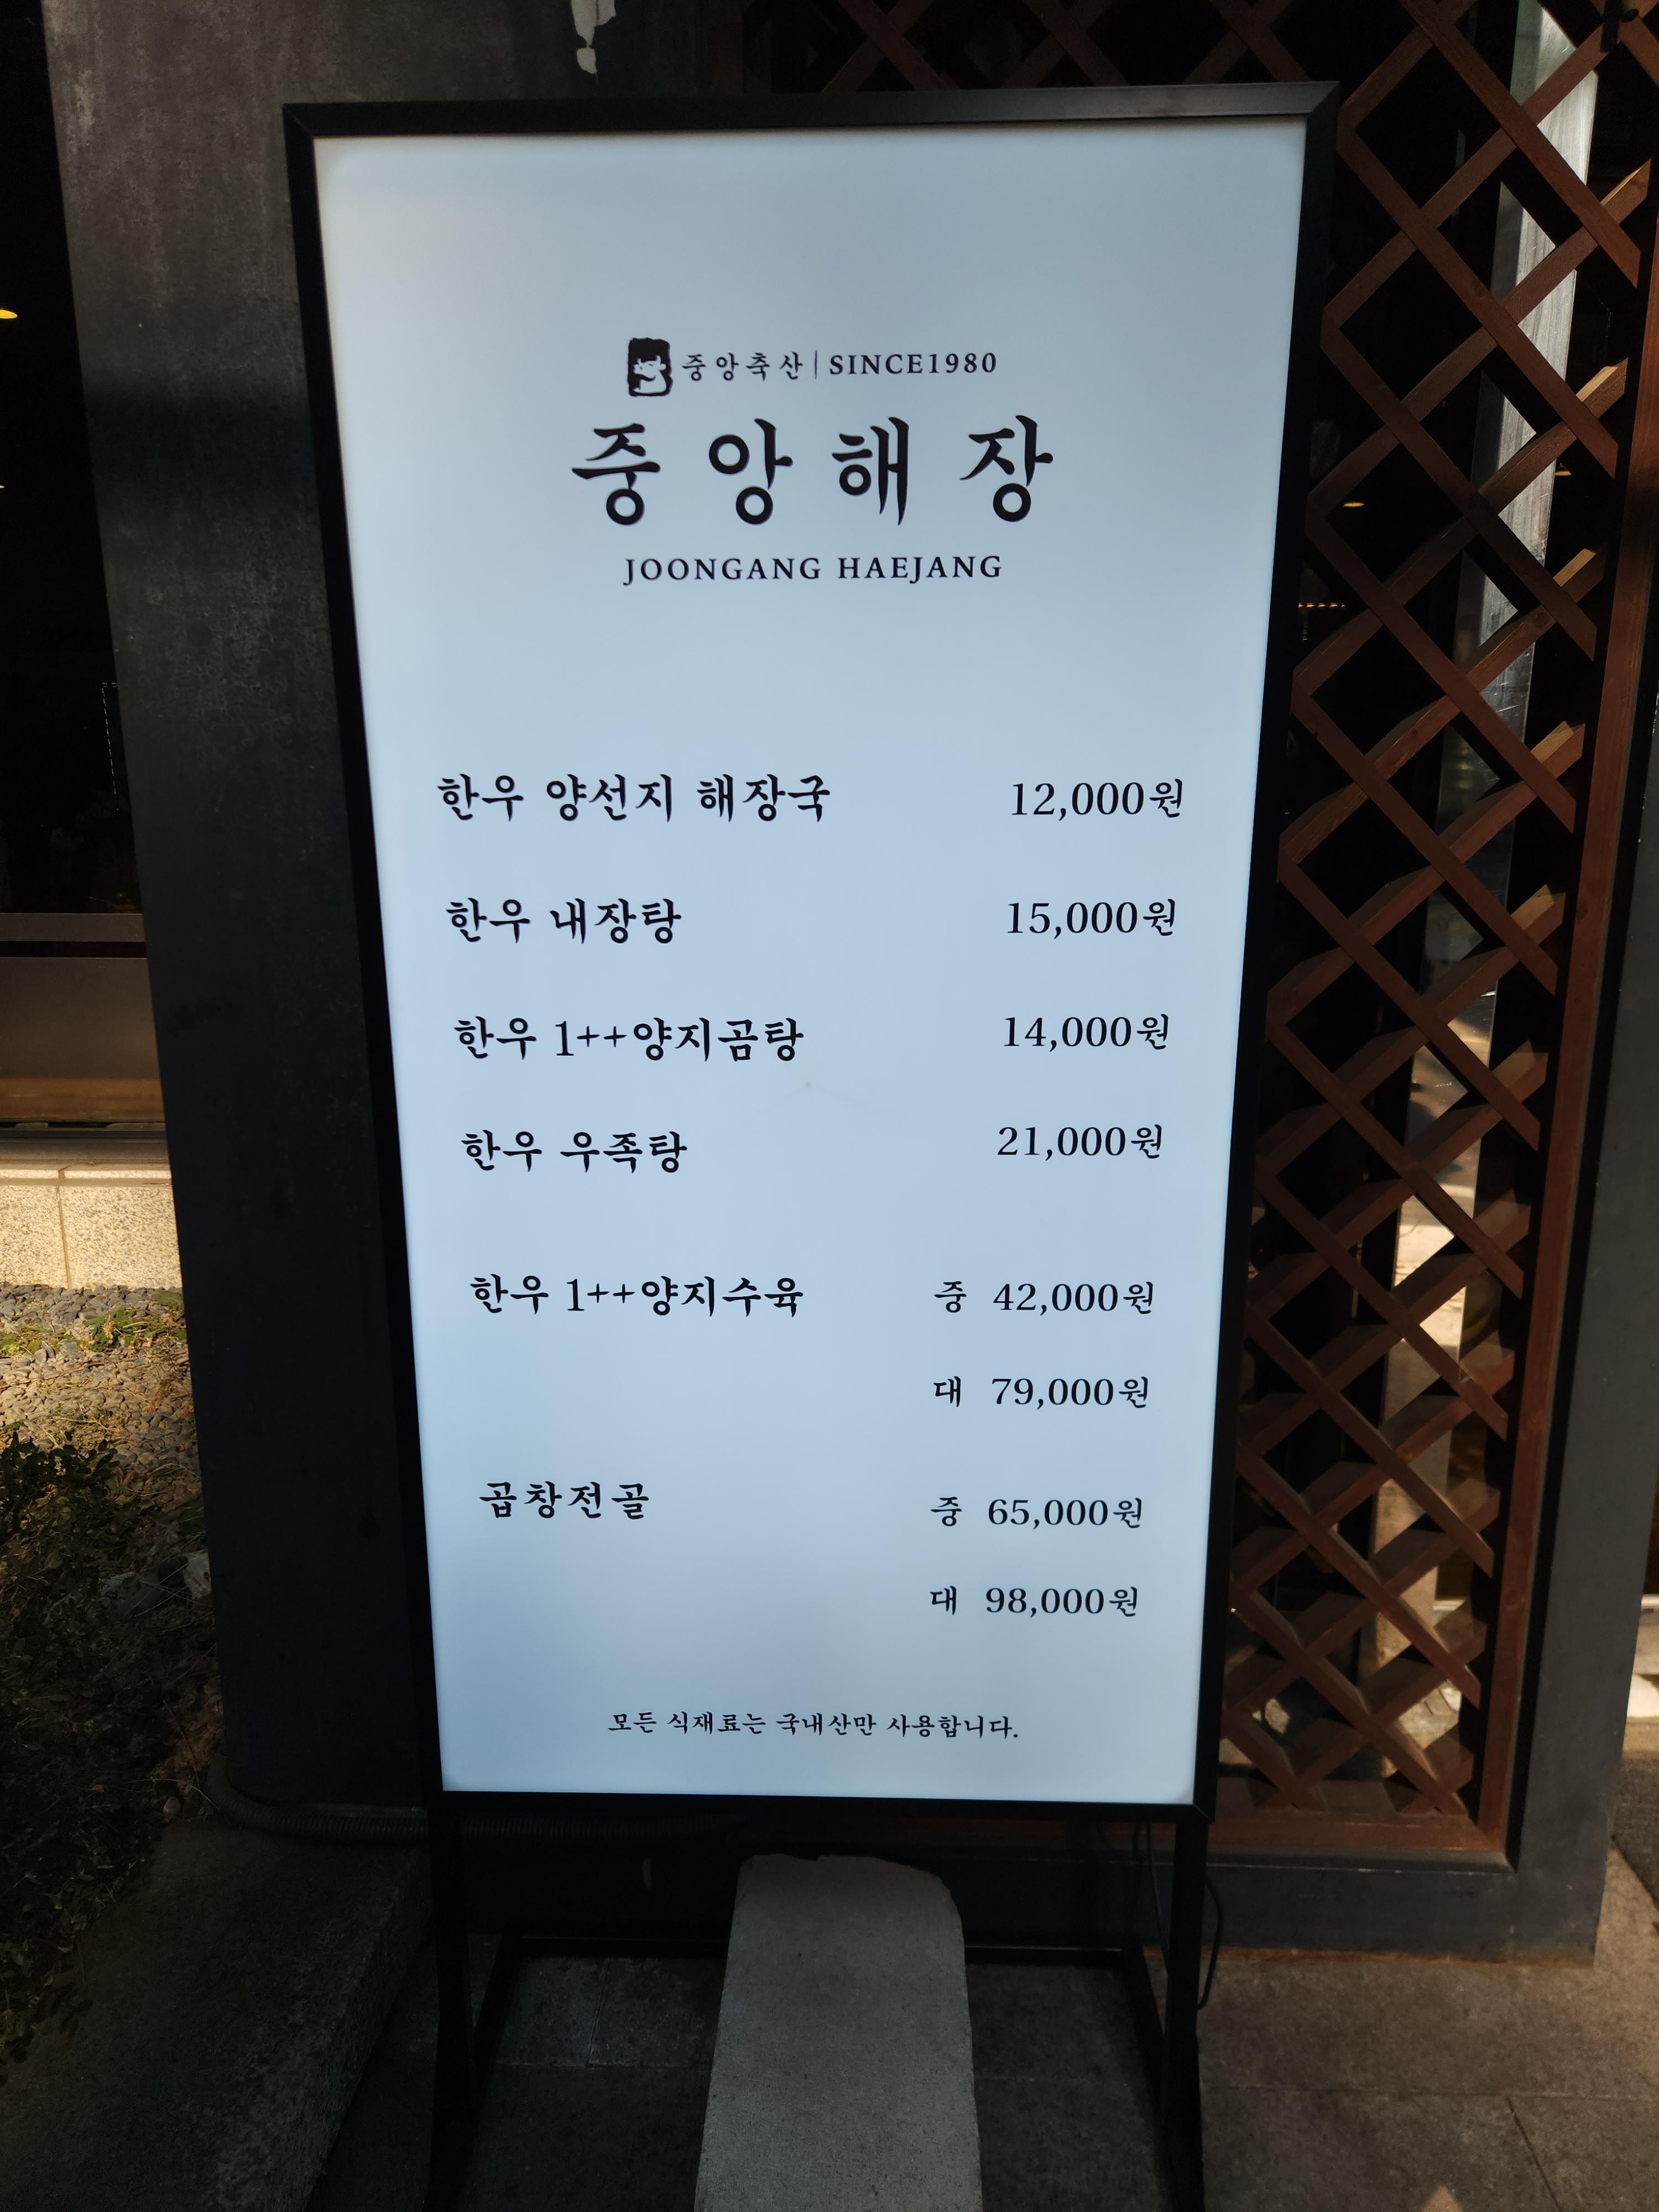 중앙축산 | SINCE1980
중앙해장
JOONGANG HAEJANG
한우 양선지 해장국 12,000원
한우 내장탕 15,000원
한우 1++양지곰탕 14,000원
한우 우족탕 21,000원
한우 1++양지수육 중 42,000원
대 79,000원
곱창전골 중 65,000원
대 98,000원
모든 식재료는 국내산만 사용합니다.